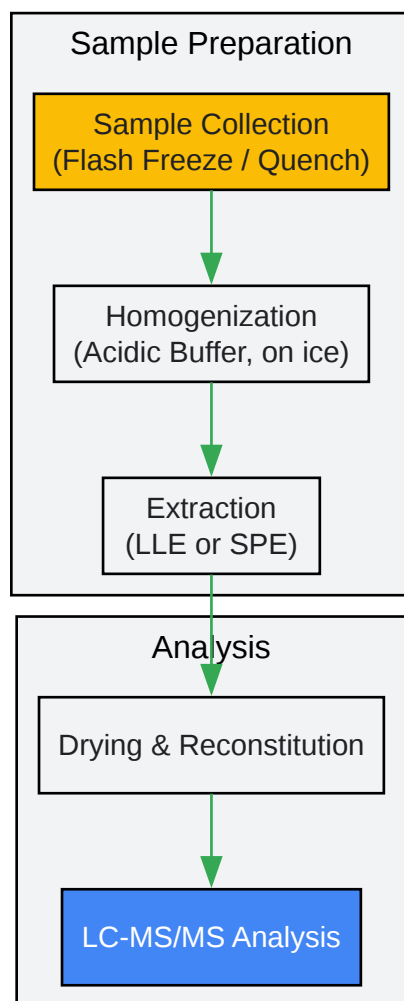 Sample Preparation
Sample Collection
(Flash Freeze / Quench)
Homogenization
(Acidic Buffer, on ice)
Extraction
(LLE or SPE)
Analysis
Drying & Reconstitution
LC-MS/MS Analysis